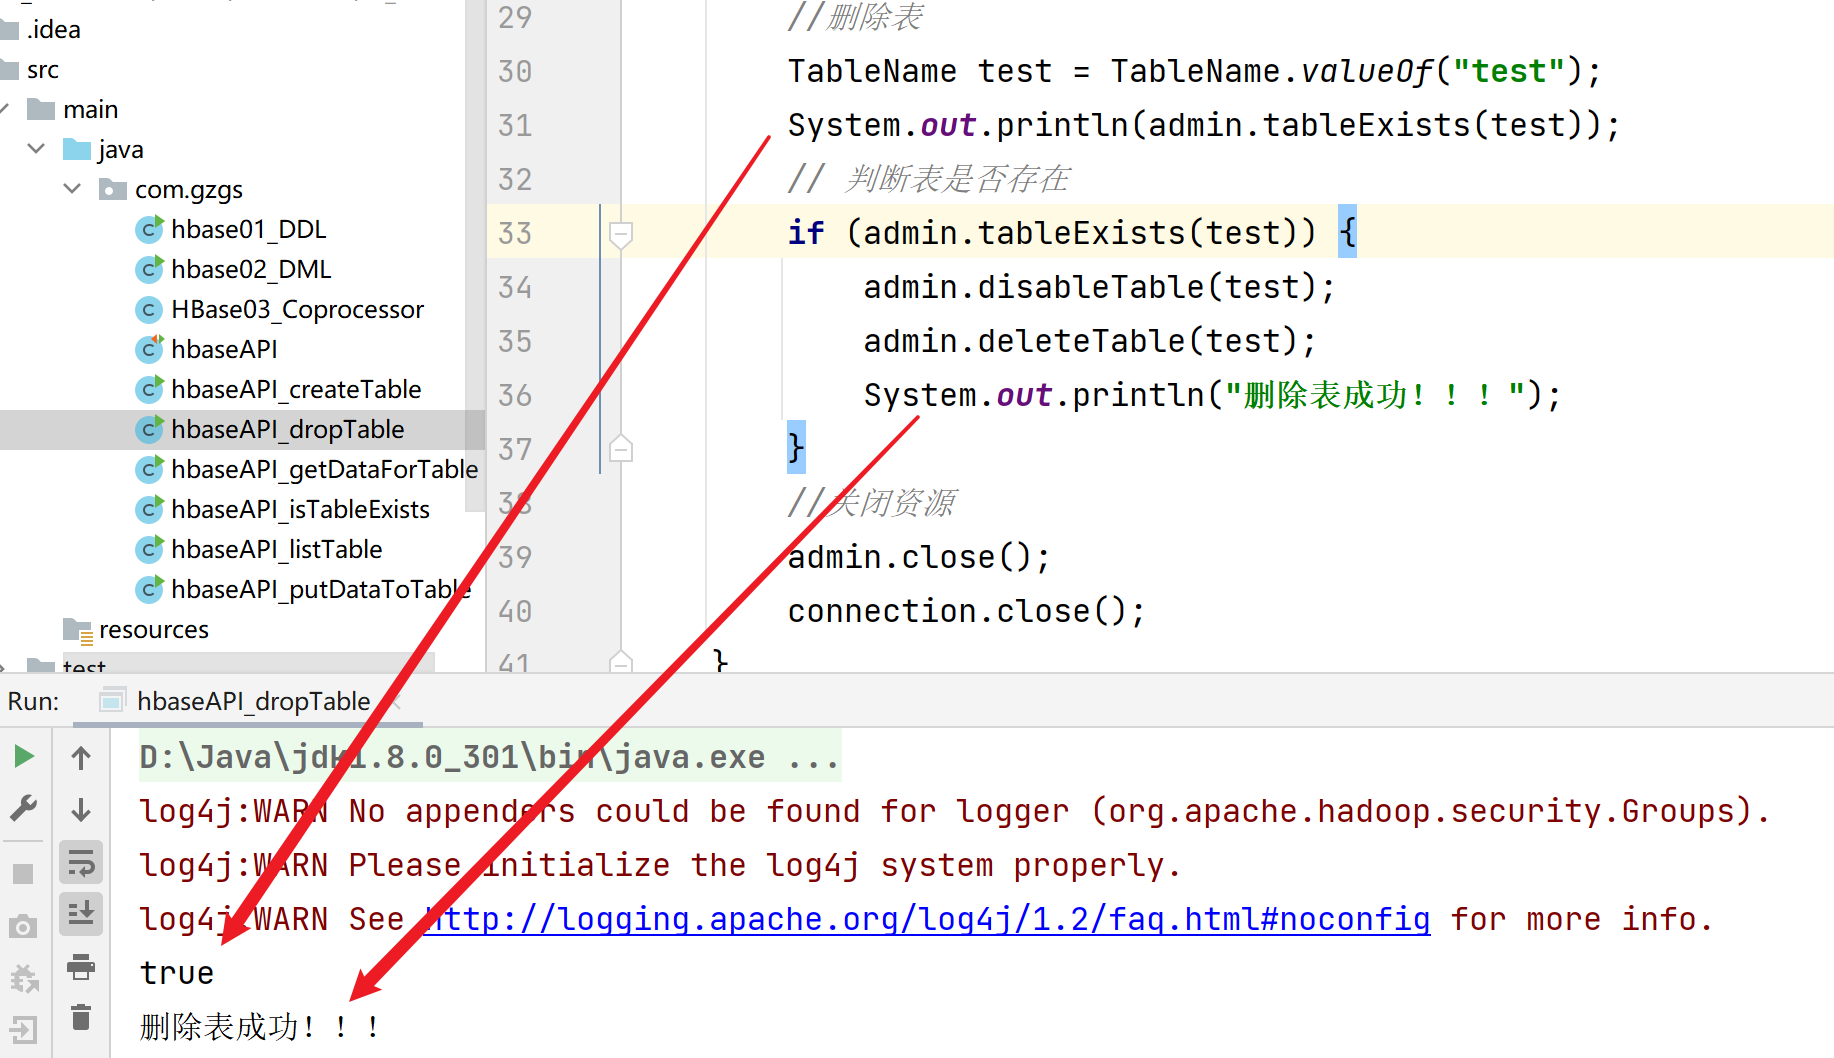 .idea
src
main
java
com.gzgs
hbase01_DDL
hbase02_DML
HBase03_Coprocessor
hbaseAPI
hbaseAPI_createTable
hbaseAPI_dropTable
hbaseAPI_getDataForTable
hbaseAPI_isTableExists
hbaseAPI_listTable
hbaseAPI_putDataToTable
resources
test
29 //删除表
30 TableName test = TableName.valueOf("test");
31 System.out.println(admin.tableExists(test));
32 // 判断表是否存在
33 if (admin.tableExists(test)) {
34 admin.disableTable(test);
35 admin.deleteTable(test);
36 System.out.println("删除表成功！！！");
37 }
38 //关闭资源
39 admin.close();
40 connection.close();
41 }
Run: hbaseAPI_dropTable
D:\Java\jdk1.8.0_301\bin\java.exe ...
log4j:WARN No appenders could be found for logger (org.apache.hadoop.security.Groups).
log4j:WARN Please initialize the log4j system properly.
log4j:WARN See http://logging.apache.org/log4j/1.2/faq.html#noconfig for more info.
true
删除表成功！！！